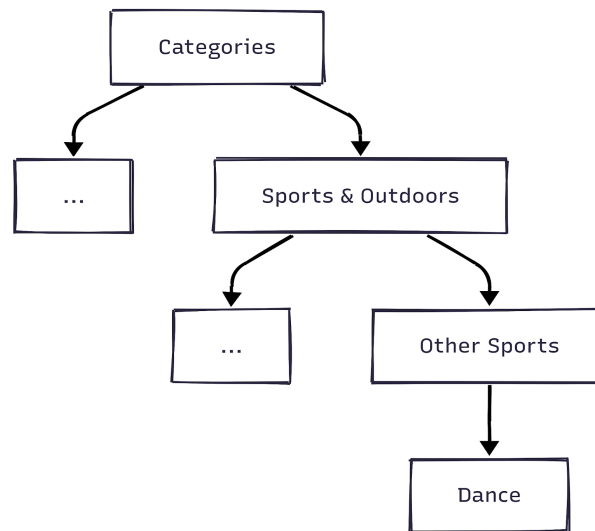 Categories
...
Sports & Outdoors
...
Other Sports
Dance